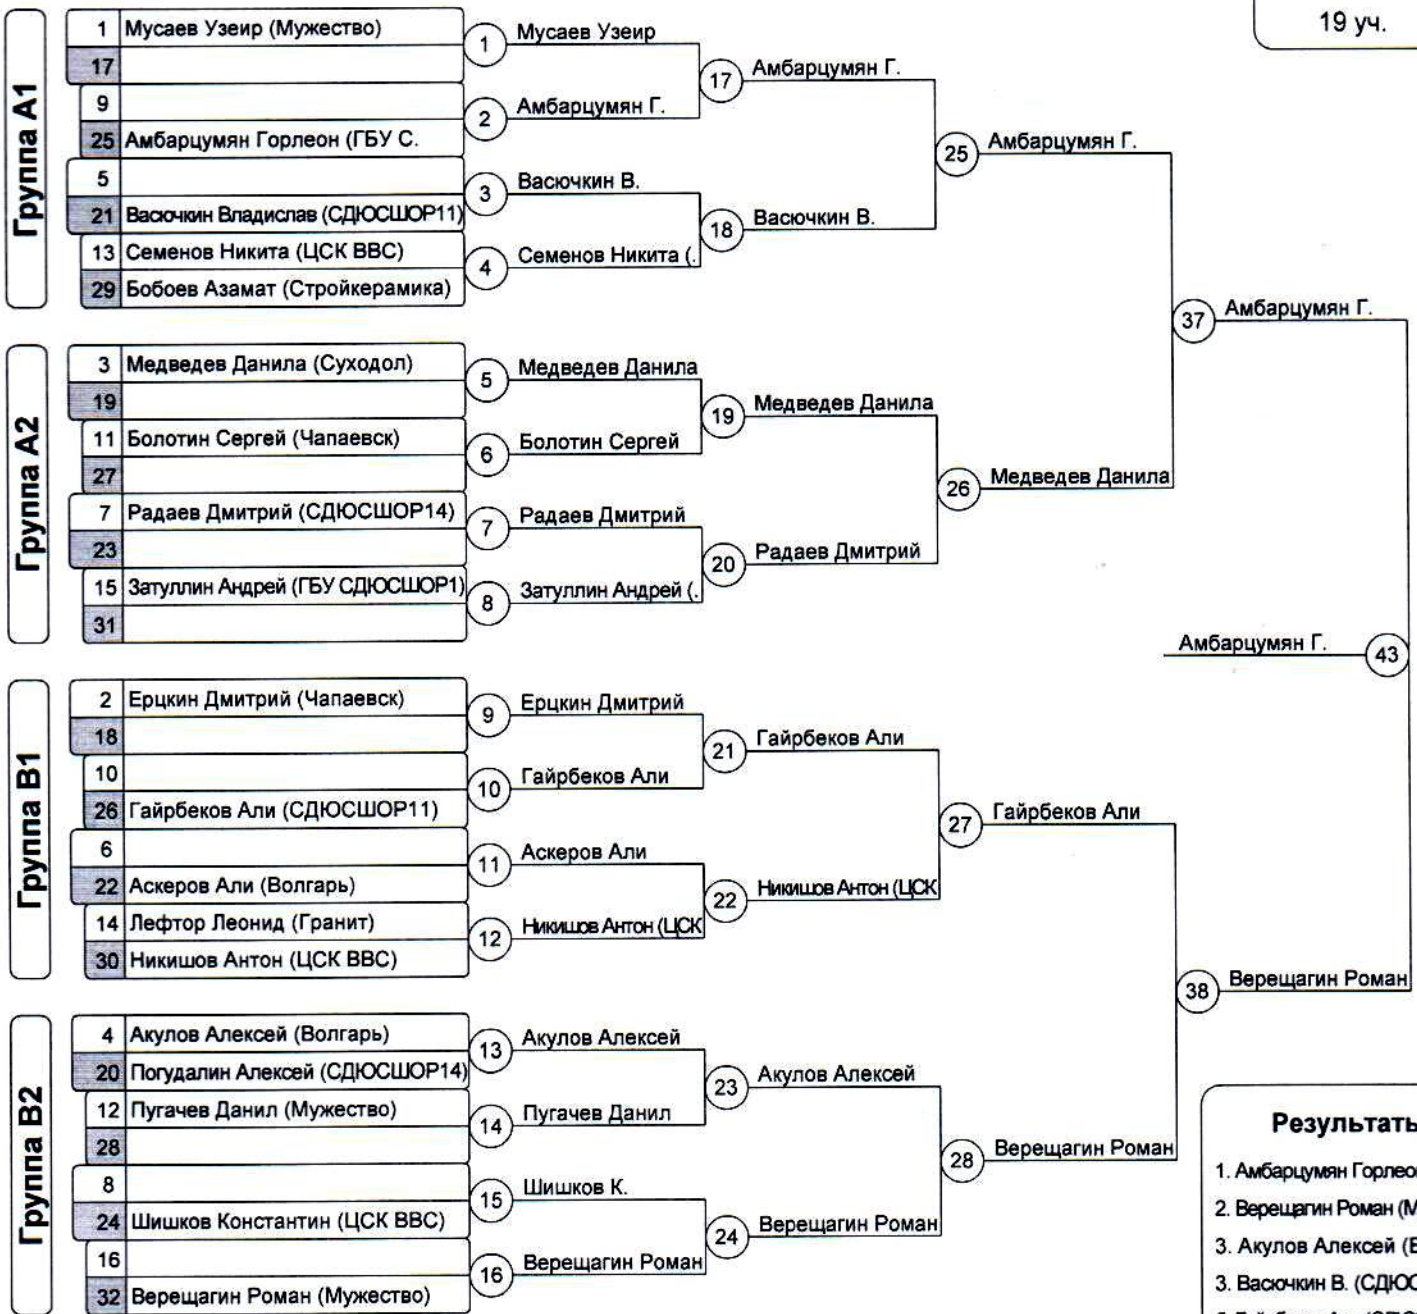 19 уч.
Группа A1
1 Мусаев Узеир (Мужество)
17
9
25 Амбарцумян Горлеон (ГБУ С.
5
21 Васючкин Владислав (СДЮСШОР11)
13 Семенов Никита (ЦСК ВВС)
29 Бобоев Азамат (Стройкерамика)
1 Мусаев Узеир
2 Амбарцумян Г.
3 Васючкин В.
4 Семенов Никита (.
17 Амбарцумян Г.
18 Васючкин В.
25 Амбарцумян Г.
Группа A2
3 Медведев Данила (Суходол)
19
11 Болотин Сергей (Чапаевск)
27
7 Радаев Дмитрий (СДЮСШОР14)
23
15 Затуллин Андрей (ГБУ СДЮСШОР1)
31
5 Медведев Данила
6 Болотин Сергей
7 Радаев Дмитрий
8 Затуллин Андрей (.
19 Медведев Данила
20 Радаев Дмитрий
26 Медведев Данила
37 Амбарцумян Г.
Амбарцумян Г. 43
Группа B1
2 Ерцкин Дмитрий (Чапаевск)
18
10
26 Гайрбеков Али (СДЮСШОР11)
6
22 Аскеров Али (Волгарь)
14 Лефтор Леонид (Гранит)
30 Никишов Антон (ЦСК ВВС)
9 Ерцкин Дмитрий
10 Гайрбеков Али
11 Аскеров Али
12 Никишов Антон (ЦСК
21 Гайрбеков Али
22 Никишов Антон (ЦСК
27 Гайрбеков Али
Группа B2
4 Акулов Алексей (Волгарь)
20 Погудалин Алексей (СДЮСШОР14)
12 Пугачев Данил (Мужество)
28
8
24 Шишков Константин (ЦСК ВВС)
16
32 Верещагин Роман (Мужество)
13 Акулов Алексей
14 Пугачев Данил
15 Шишков К.
16 Верещагин Роман
23 Акулов Алексей
24 Верещагин Роман
28 Верещагин Роман
38 Верещагин Роман
Результаты
1. Амбарцумян Горлеон
2. Верещагин Роман (М
3. Акулов Алексей (В
3. Васючкин В. (СДЮС